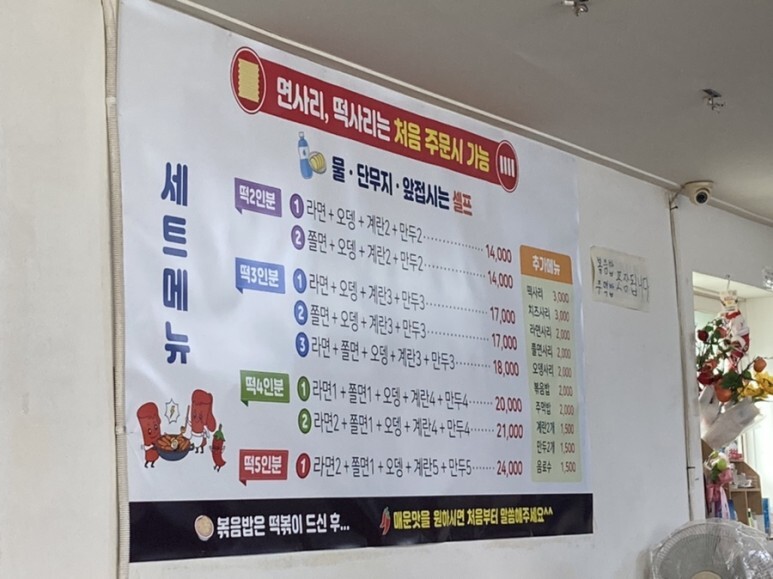 면사리, 떡사리는 처음 주문시 가능
물 · 단무지 · 앞접시는 셀프
세트메뉴
떡2인분
1 라면 + 오뎅 + 계란2 + 만두2 14,000
2 쫄면 + 오뎅 + 계란2 + 만두2 14,000
떡3인분
1 라면 + 오뎅 + 계란3 + 만두3 17,000
2 쫄면 + 오뎅 + 계란3 + 만두3 17,000
3 라면 + 쫄면 + 오뎅 + 계란3 + 만두3 18,000
떡4인분
1 라면1 + 쫄면1 + 오뎅 + 계란4 + 만두4 20,000
2 라면2 + 쫄면1 + 오뎅 + 계란4 + 만두4 21,000
떡5인분
1 라면2 + 쫄면1 + 오뎅 + 계란5 + 만두5 24,000
추가메뉴
떡사리 3,000
치즈사리 3,000
라면사리 2,000
쫄면사리 2,000
오뎅사리 2,000
볶음밥 2,000
주먹밥 2,000
계란2개 1,500
만두2개 1,500
음료수 1,500
볶음밥은 떡볶이 드신 후...
매운맛을 원하시면 처음부터 말씀해주세요^^
볶음밥
주먹밥 포장됩니다